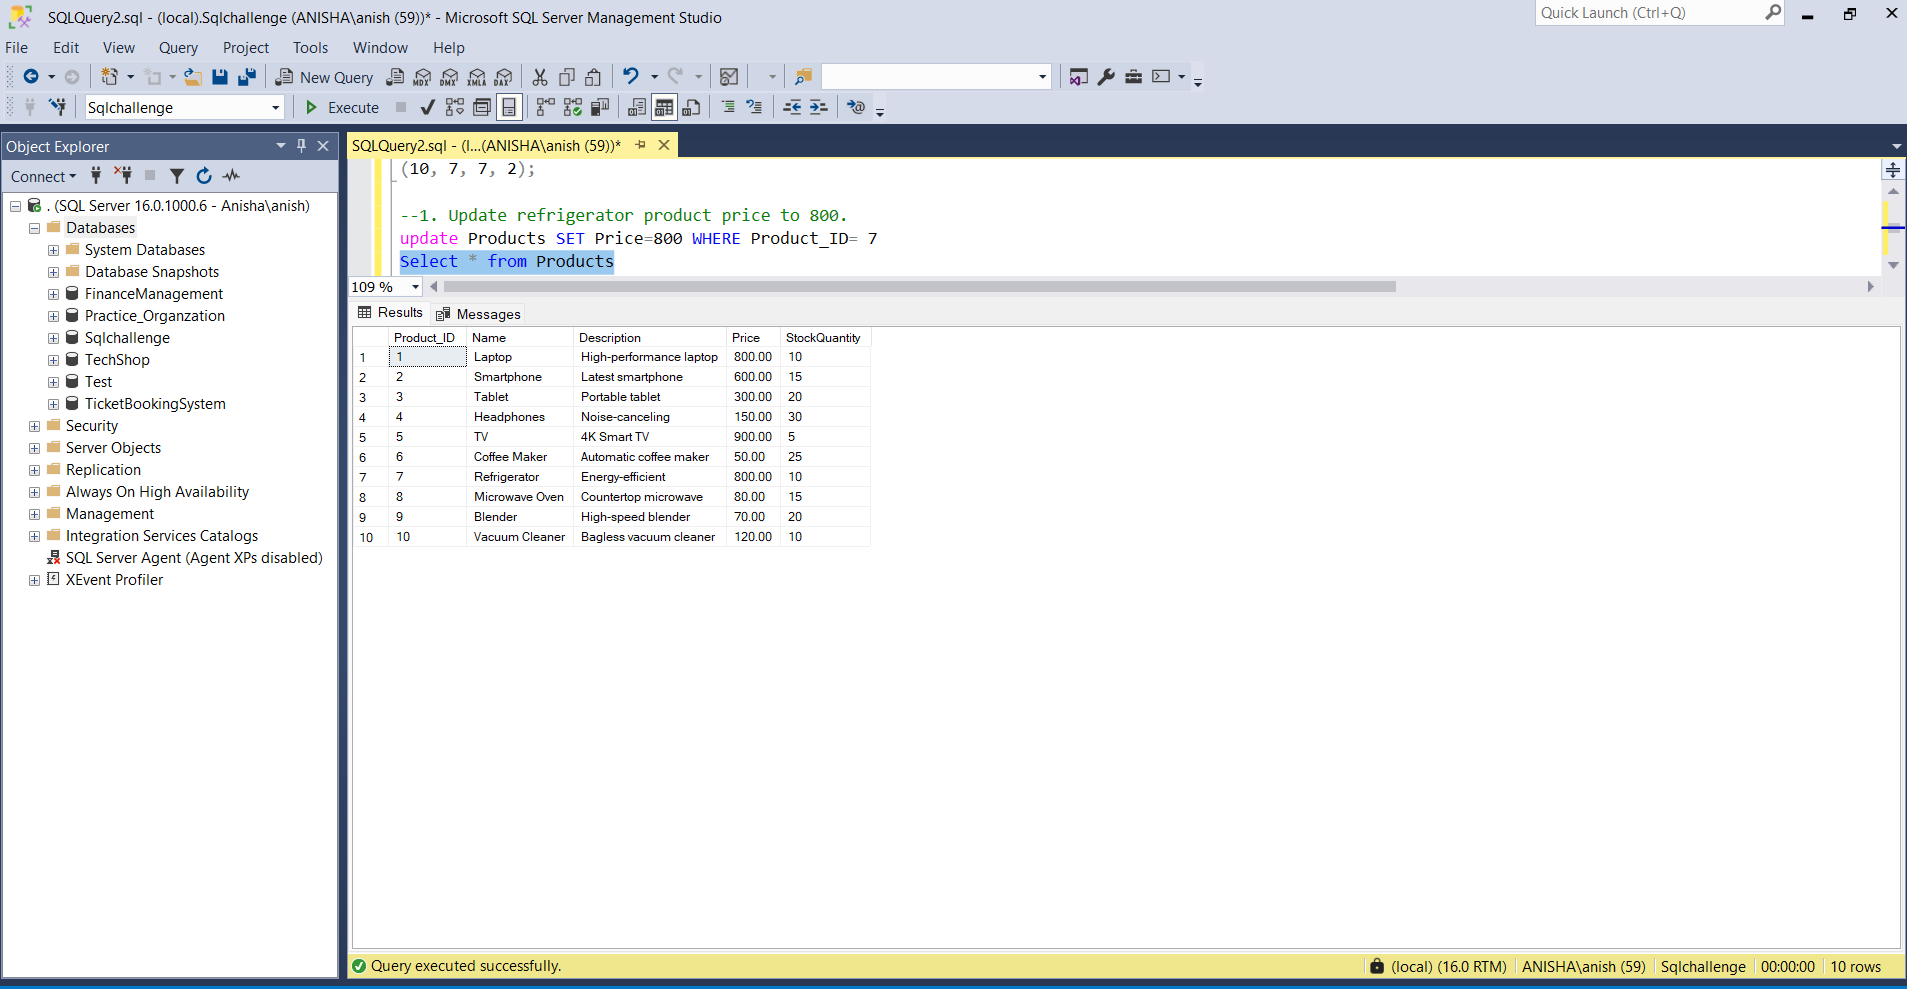 SQLQuery2.sql - (local).Sqlchallenge (ANISHA\anish (59))* - Microsoft SQL Server Management Studio
Quick Launch (Ctrl+Q)
File Edit View Query Project Tools Window Help
New Query MDX DMX XMLA DAX
Sqlchallenge Execute
Object Explorer
Connect
. (SQL Server 16.0.1000.6 - Anisha\anish)
Databases
System Databases
Database Snapshots
FinanceManagement
Practice_Organzation
Sqlchallenge
TechShop
Test
TicketBookingSystem
Security
Server Objects
Replication
Always On High Availability
Management
Integration Services Catalogs
SQL Server Agent (Agent XPs disabled)
XEvent Profiler
SQLQuery2.sql - (l...(ANISHA\anish (59))*
(10, 7, 7, 2);
--1. Update refrigerator product price to 800.
update Products SET Price=800 WHERE Product_ID= 7
Select * from Products
109 %
Results Messages
Product_ID Name Description Price StockQuantity
1 1 Laptop High-performance laptop 800.00 10
2 2 Smartphone Latest smartphone 600.00 15
3 3 Tablet Portable tablet 300.00 20
4 4 Headphones Noise-canceling 150.00 30
5 5 TV 4K Smart TV 900.00 5
6 6 Coffee Maker Automatic coffee maker 50.00 25
7 7 Refrigerator Energy-efficient 800.00 10
8 8 Microwave Oven Countertop microwave 80.00 15
9 9 Blender High-speed blender 70.00 20
10 10 Vacuum Cleaner Bagless vacuum cleaner 120.00 10
Query executed successfully.
(local) (16.0 RTM) ANISHA\anish (59) Sqlchallenge 00:00:00 10 rows